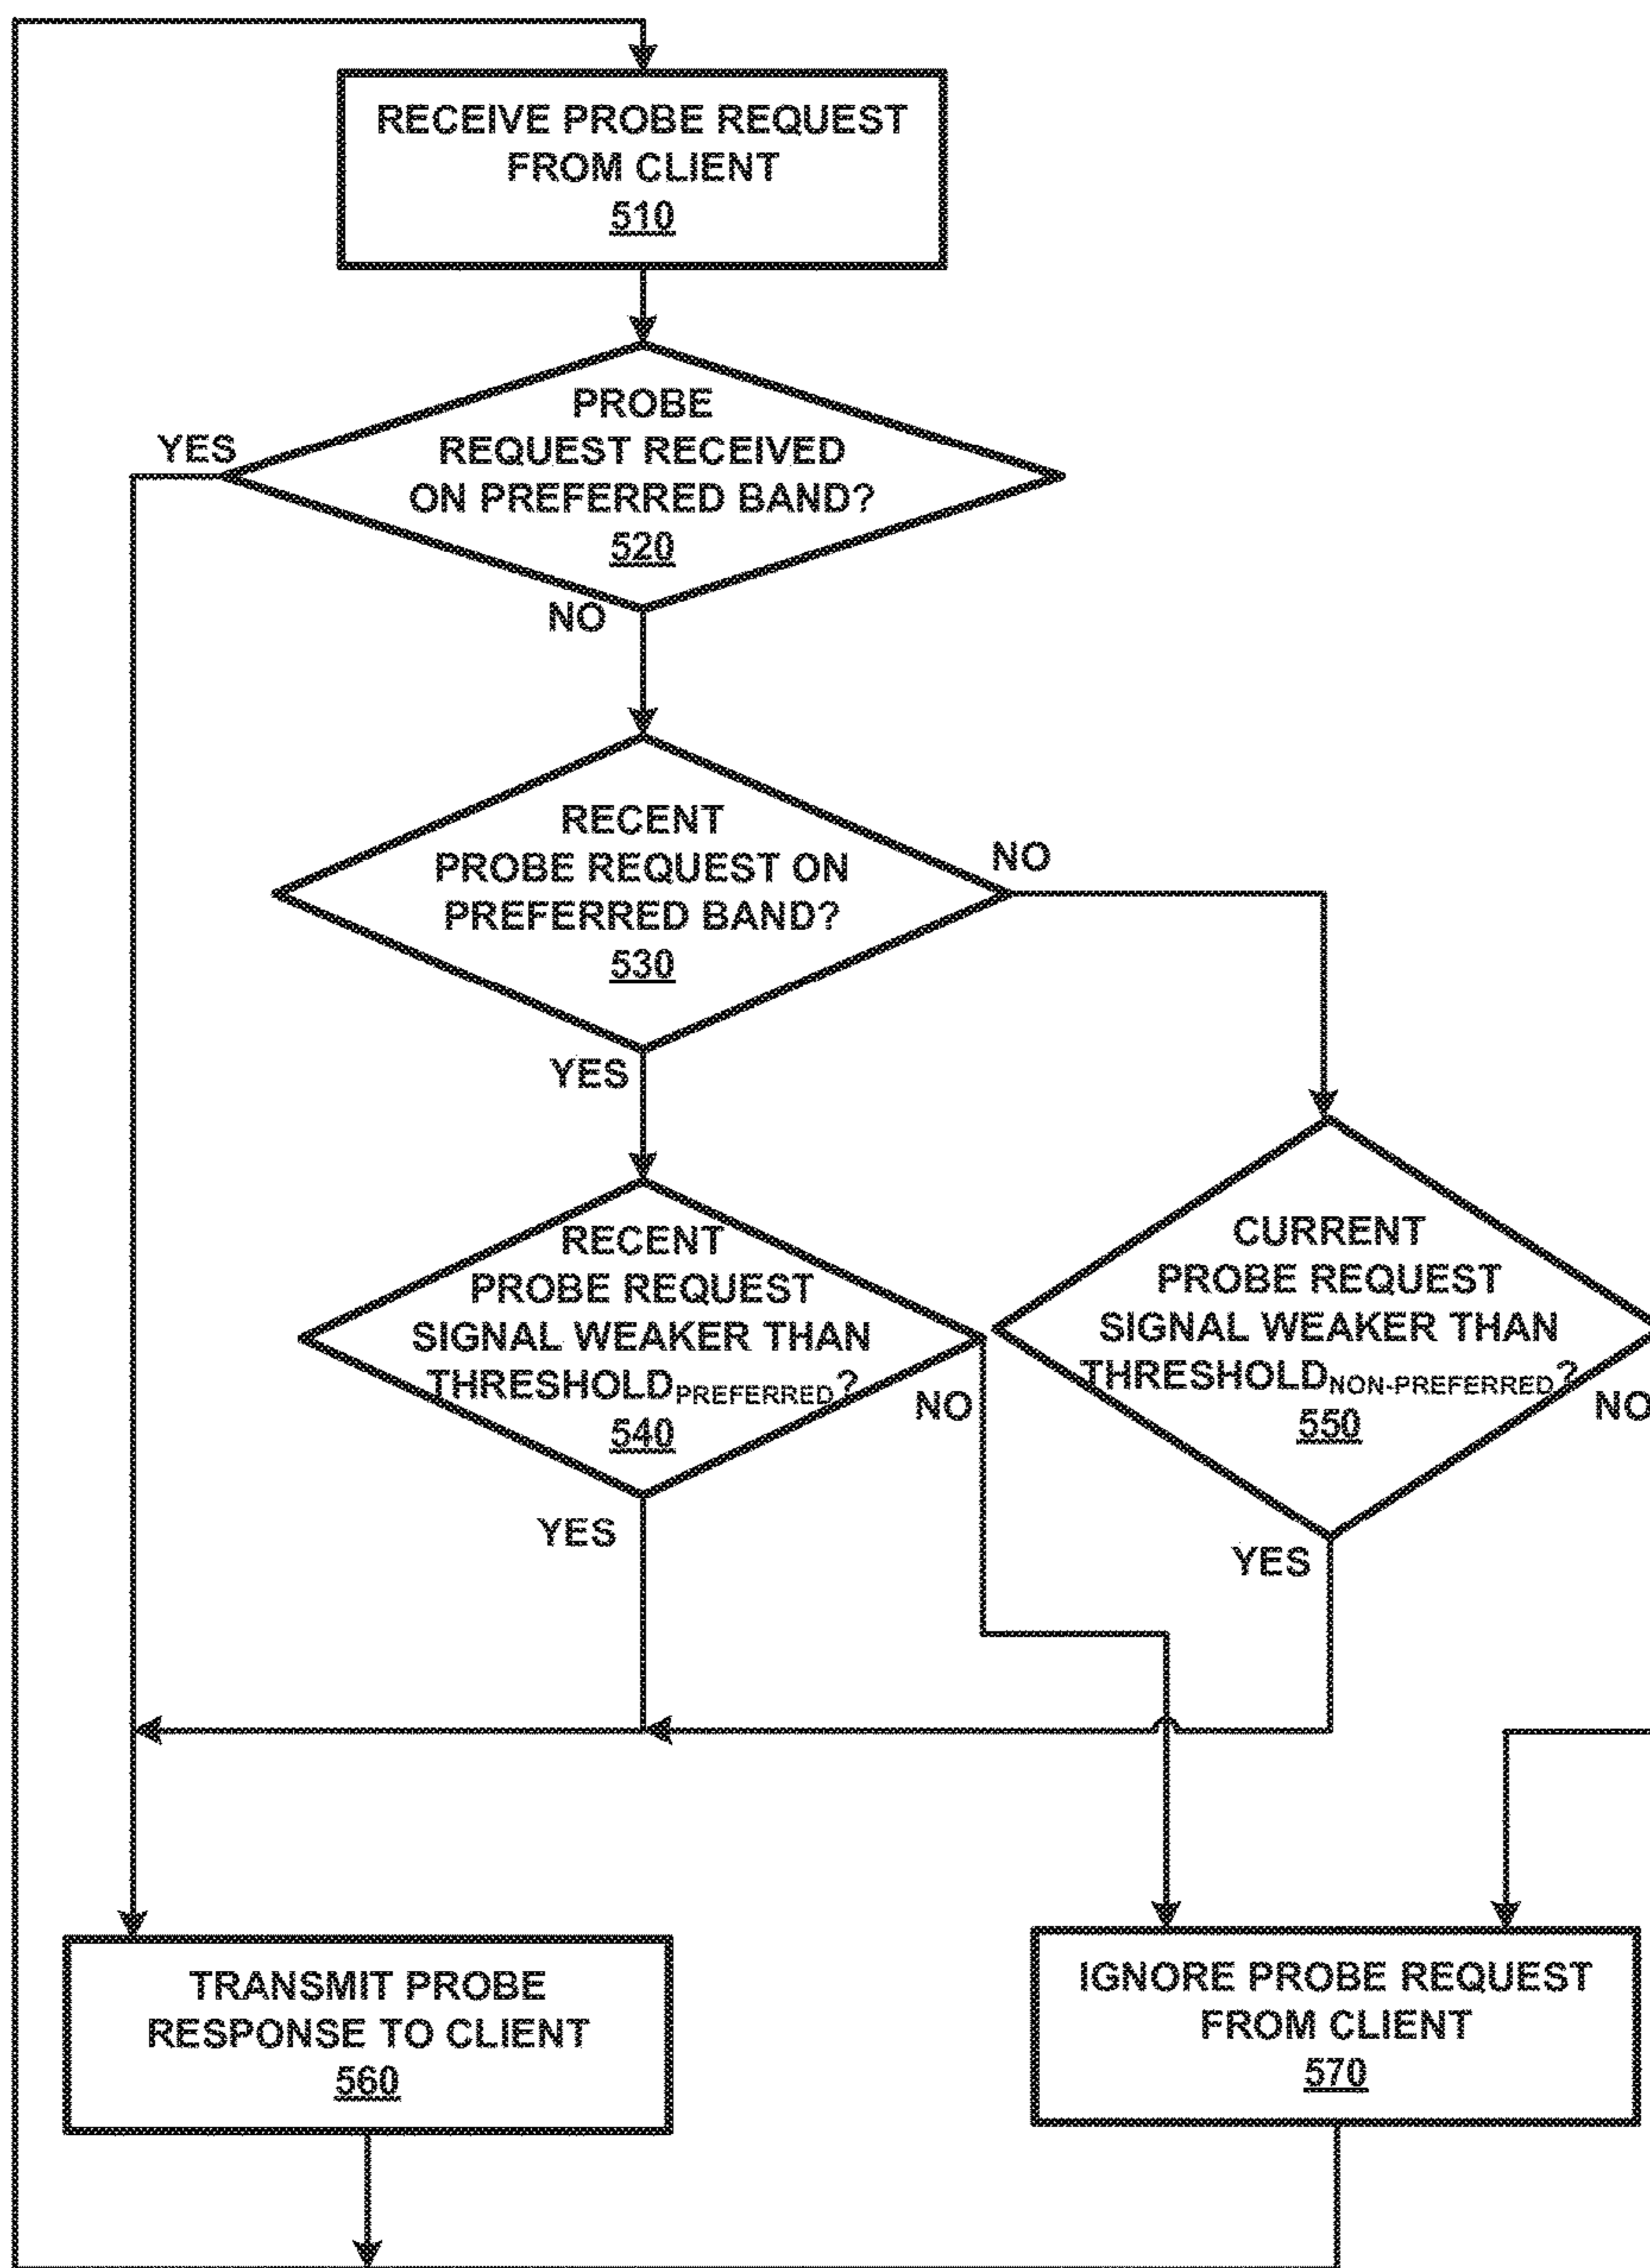 RECEIVE PROBE REQUEST
FROM CLIENT
510
PROBE
REQUEST RECEIVED
ON PREFERRED BAND?
520
YES
NO
RECENT
PROBE REQUEST ON
PREFERRED BAND?
530
NO
YES
RECENT
PROBE REQUEST
SIGNAL WEAKER THAN
THRESHOLDPREFERRED?
540
NO
YES
CURRENT
PROBE REQUEST
SIGNAL WEAKER THAN
THRESHOLDNON-PREFERRED?
550
NO
YES
TRANSMIT PROBE
RESPONSE TO CLIENT
560
IGNORE PROBE REQUEST
FROM CLIENT
570